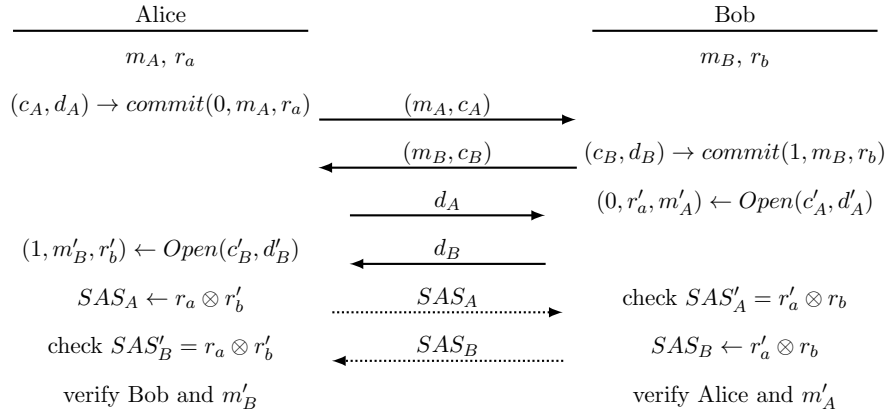 Alice Bob
m_A, r_a m_B, r_b
(c_A, d_A) → commit(0, m_A, r_a) (m_A, c_A)
(m_B, c_B) (c_B, d_B) → commit(1, m_B, r_b)
d_A (0, r′_a, m′_A) ← Open(c′_A, d′_A)
(1, m′_B, r′_b) ← Open(c′_B, d′_B) d_B
SAS_A ← r_a ⊗ r′_b SAS_A check SAS′_A = r′_a ⊗ r_b
check SAS′_B = r_a ⊗ r′_b SAS_B SAS_B ← r′_a ⊗ r_b
verify Bob and m′_B verify Alice and m′_A